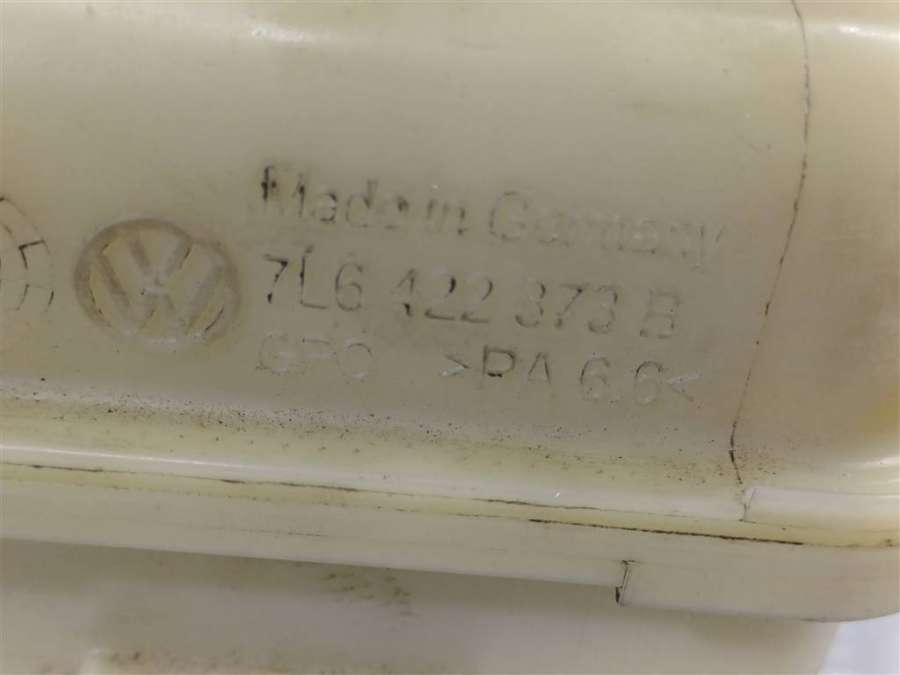 Made in Germany
7L6 422 373 B
GPO >PA 6.6<